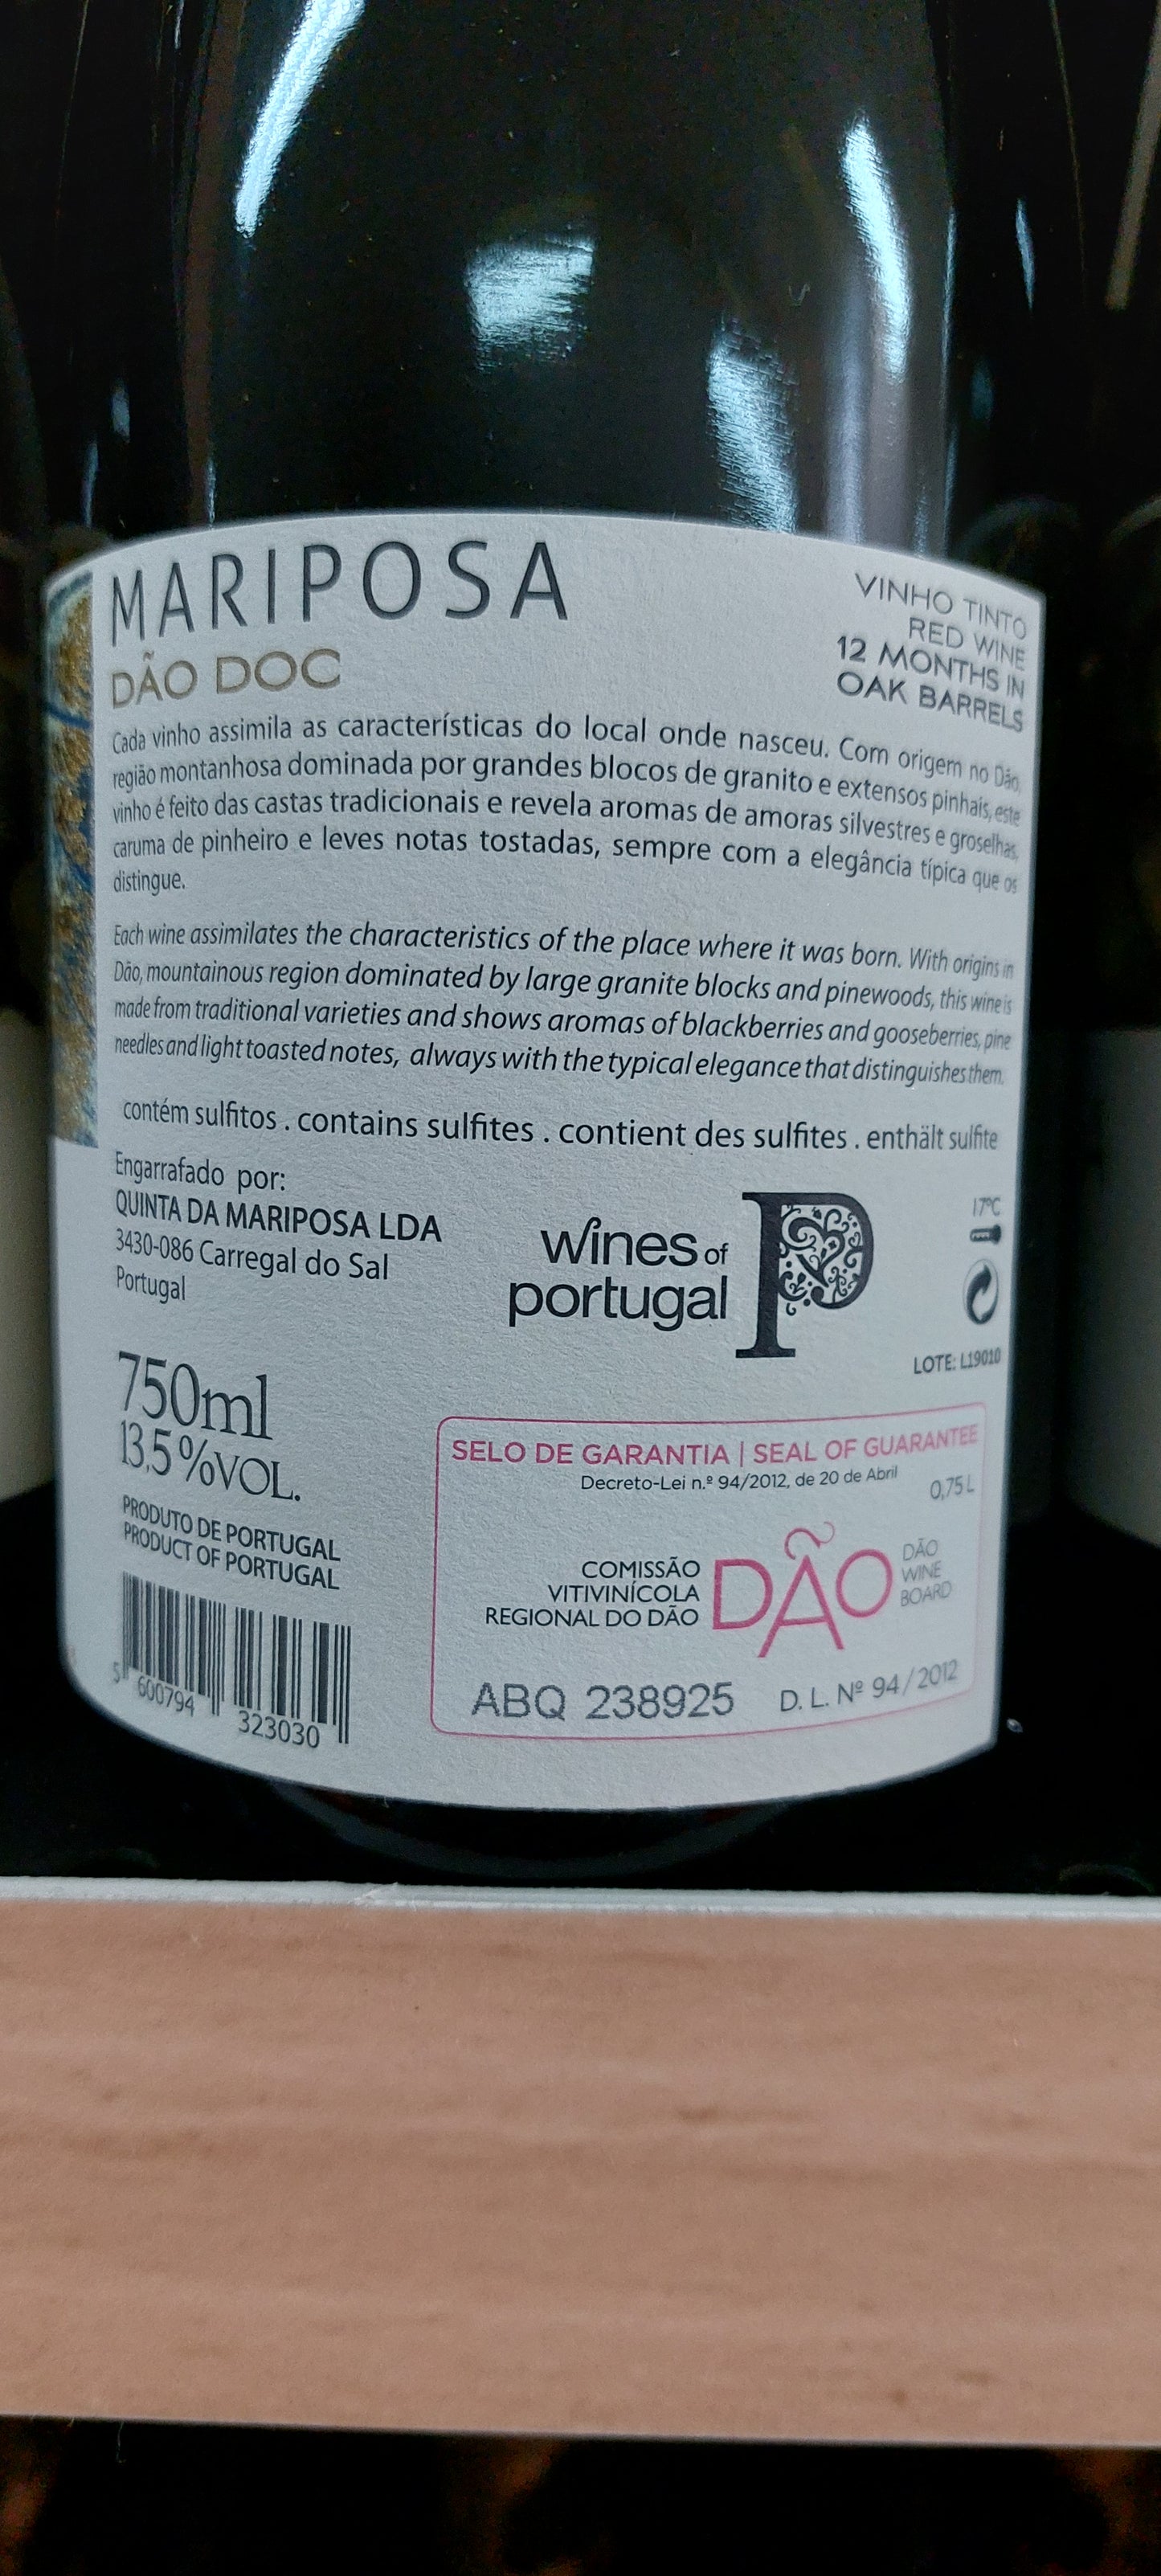 MARIPOSA
DÃO DOC
VINHO TINTO
RED WINE
12 MONTHS IN
OAK BARRELS
Cada vinho assimila as características do local onde nasceu. Com origem no Dão,
região montanhosa dominada por grandes blocos de granito e extensos pinhais, este
vinho é feito das castas tradicionais e revela aromas de amoras silvestres e groselhas,
caruma de pinheiro e leves notas tostadas, sempre com a elegância típica que os
distingue.
Each wine assimilates the characteristics of the place where it was born. With origins in
Dão, mountainous region dominated by large granite blocks and pinewoods, this wine is
made from traditional varieties and shows aromas of blackberries and gooseberries, pine
needles and light toasted notes, always with the typical elegance that distinguishes them.
contém sulfitos . contains sulfites . contient des sulfites . enthält sulfite
Engarrafado por:
QUINTA DA MARIPOSA LDA
3430-086 Carregal do Sal
Portugal
wines of
portugal
P
17ºC
LOTE: L19010
750ml
13,5%VOL.
PRODUTO DE PORTUGAL
PRODUCT OF PORTUGAL
5 600794 323030
SELO DE GARANTIA | SEAL OF GUARANTEE
Decreto-Lei n.º 94/2012, de 20 de Abril
0,75 L
COMISSÃO
VITIVINÍCOLA
REGIONAL DO DÃO
DÃO
DÃO
WINE
BOARD
ABQ 238925
D. L. Nº 94/2012